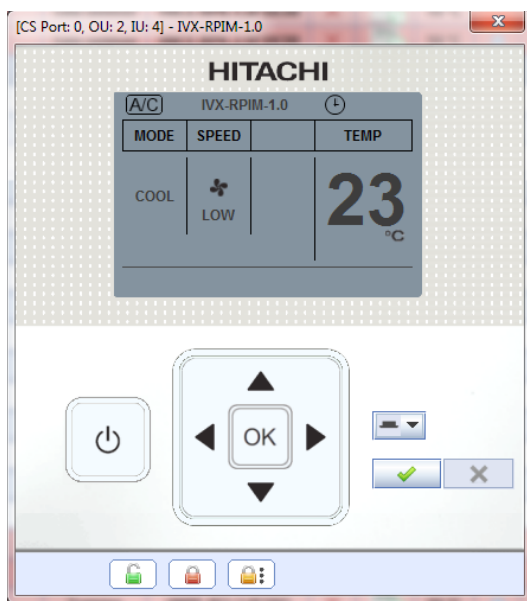 [CS Port: 0, OU: 2, IU: 4] - IVX-RPIM-1.0
HITACHI
A/C IVX-RPIM-1.0
MODE SPEED TEMP
COOL LOW 23 °C
OK